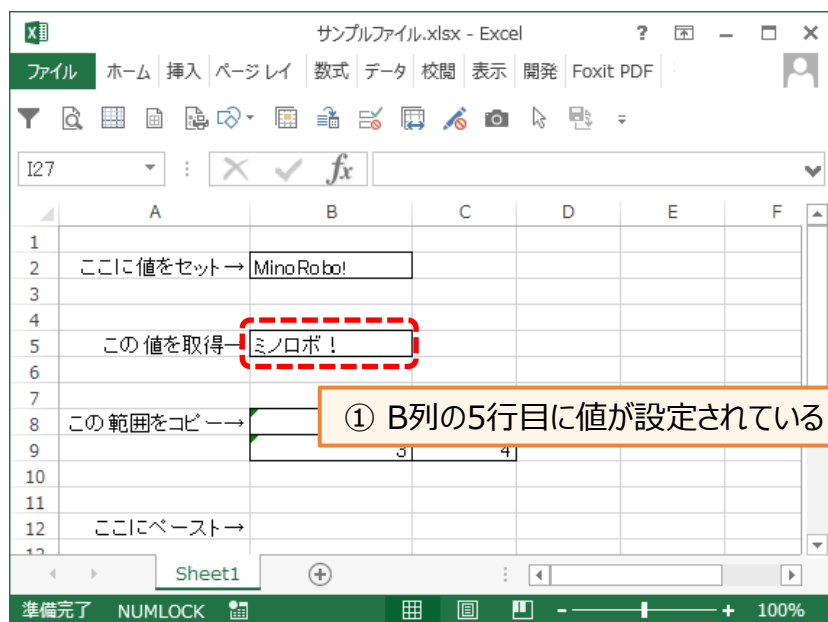 サンプルファイル.xlsx - Excel
ファイル ホーム 挿入 ページ レイ 数式 データ 校閲 表示 開発 Foxit PDF
I27 fx
A B C D E F
1
2 ここに値をセット→ MinoRobo!
3
4
5 この値を取得→ ミノロボ！
6
7
8 この範囲をコピー→
① B列の5行目に値が設定されている
9 3 4
10
11
12 ここにペースト→
13
Sheet1
準備完了 NUMLOCK 100%